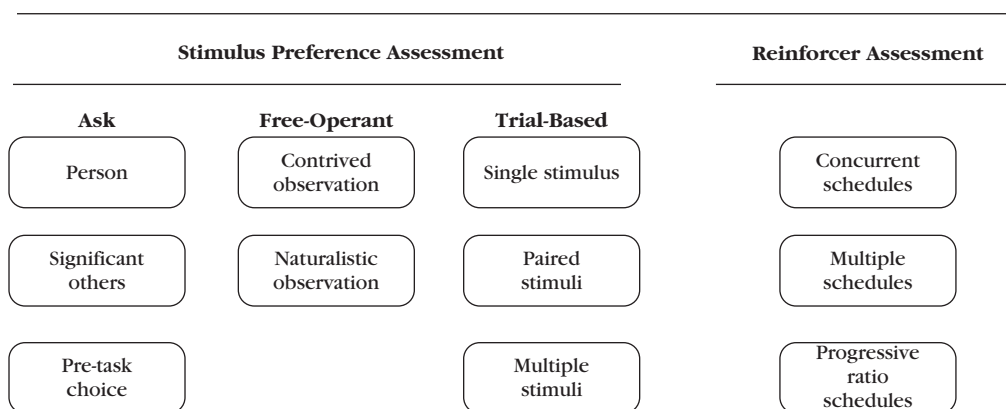 Stimulus Preference Assessment
Reinforcer Assessment
Ask
Free-Operant
Trial-Based
Person
Contrived
observation
Single stimulus
Concurrent
schedules
Significant
others
Naturalistic
observation
Paired
stimuli
Multiple
schedules
Pre-task
choice
Multiple
stimuli
Progressive
ratio
schedules